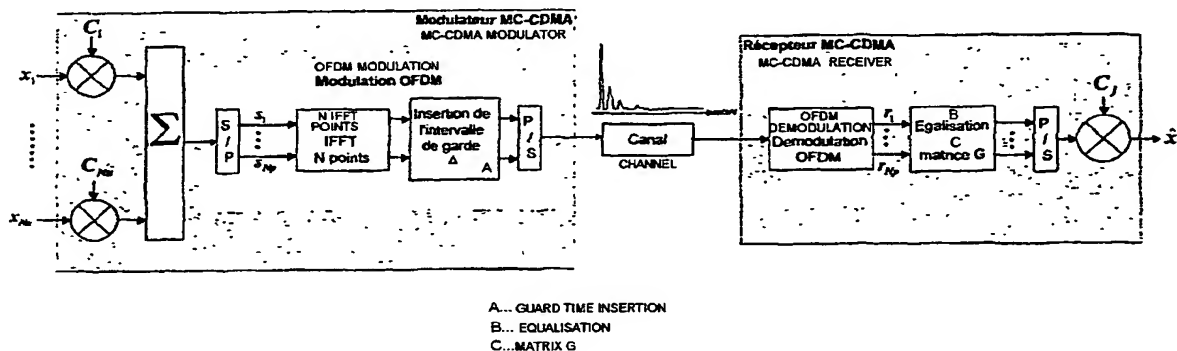 Modulateur MC-CDMA
MC-CDMA MODULATOR
C1
x1
OFDM MODULATION
Modulation OFDM
Σ
S/P
s1
sNp
N IFFT
POINTS
IFFT
N points
Insertion de
l'intervalle
de garde
Δ
A
P/S
CNu
xNu
Canal
CHANNEL
Récepteur MC-CDMA
MC-CDMA RECEIVER
OFDM
DEMODULATION
Demodulation
OFDM
r1
rNp
B
Egalisation
C
matrice G
P/S
Cj
x̂
A... GUARD TIME INSERTION
B... EQUALISATION
C...MATRIX G